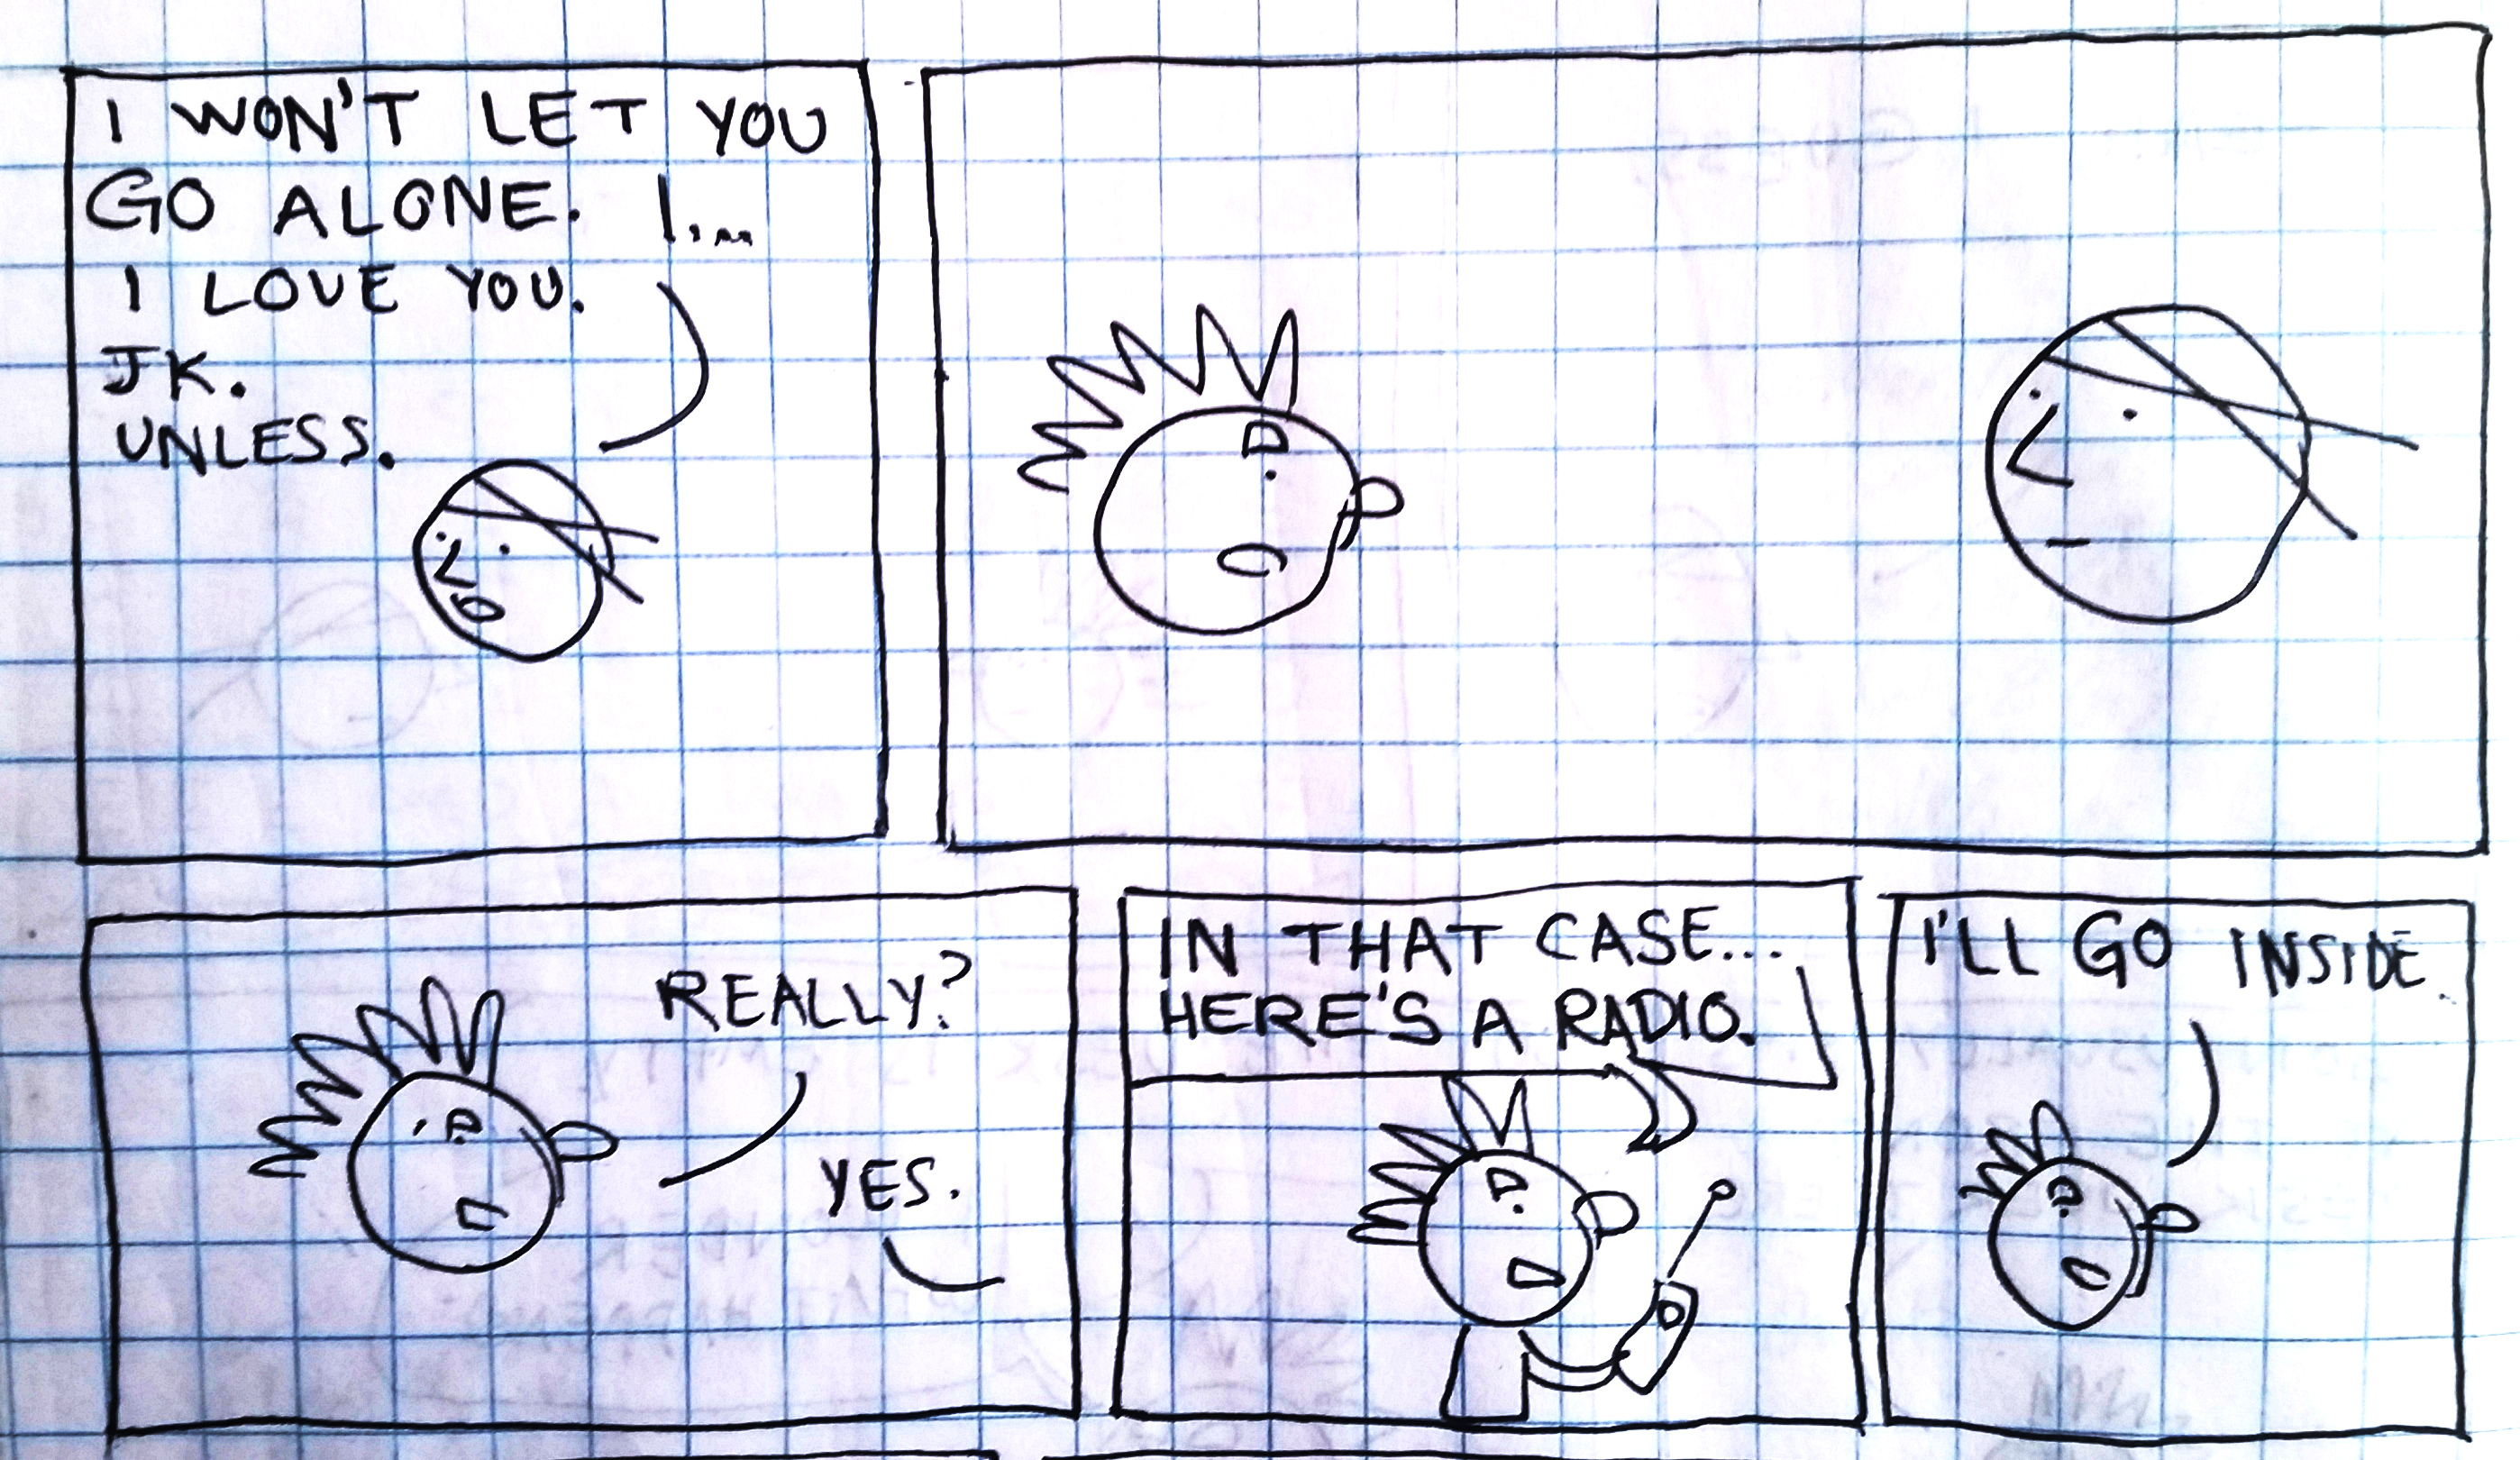 I WON'T LET YOU
GO ALONE. I...
I LOVE YOU.
JK.
UNLESS.
REALLY?
YES.
IN THAT CASE...
HERE'S A RADIO.
I'LL GO INSIDE.